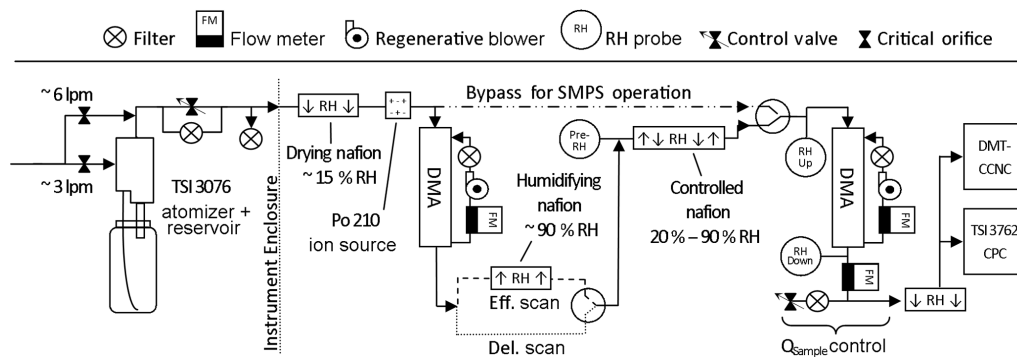 FM
RH
Filter
Flow meter
Regenerative blower
RH probe
Control valve
Critical orifice
~ 6 lpm
~ 3 lpm
TSI 3076
atomizer +
reservoir
Instrument Enclosure
↓ RH ↓
Drying nafion
~ 15 % RH
+ - +
- + -
Po 210
ion source
Bypass for SMPS operation
DMA
FM
Humidifying
nafion
~ 90 % RH
↑ RH ↑
Eff. scan
Del. scan
Pre-
RH
↑ ↓ RH ↓ ↑
Controlled
nafion
20 % – 90 % RH
RH
Up
DMA
FM
RH
Down
FM
QSample control
↓ RH ↓
DMT-
CCNC
TSI 3762
CPC